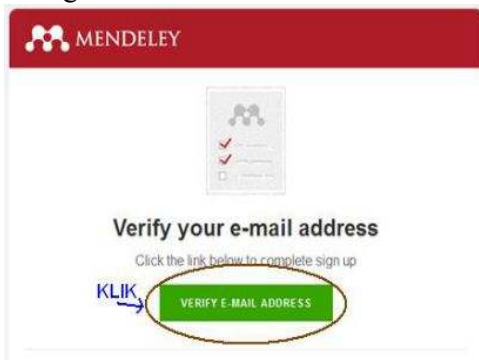 MENDELEY
Verify your e-mail address
Click the link below to complete sign up
KLIK
VERIFY E-MAIL ADDRESS